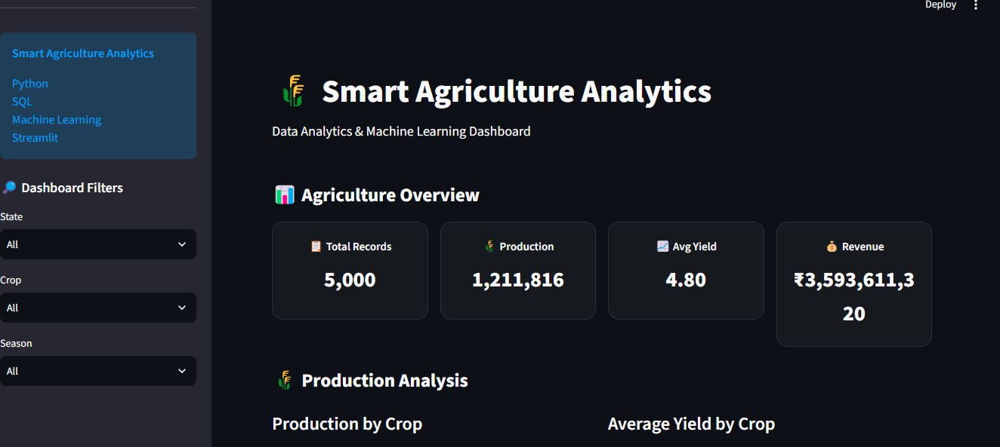 Deploy
Smart Agriculture Analytics
Python
SQL
Machine Learning
Streamlit
Dashboard Filters
State
All
Crop
All
Season
All
Smart Agriculture Analytics
Data Analytics & Machine Learning Dashboard
Agriculture Overview
Total Records
5,000
Production
1,211,816
Avg Yield
4.80
Revenue
₹3,593,611,3
20
Production Analysis
Production by Crop
Average Yield by Crop